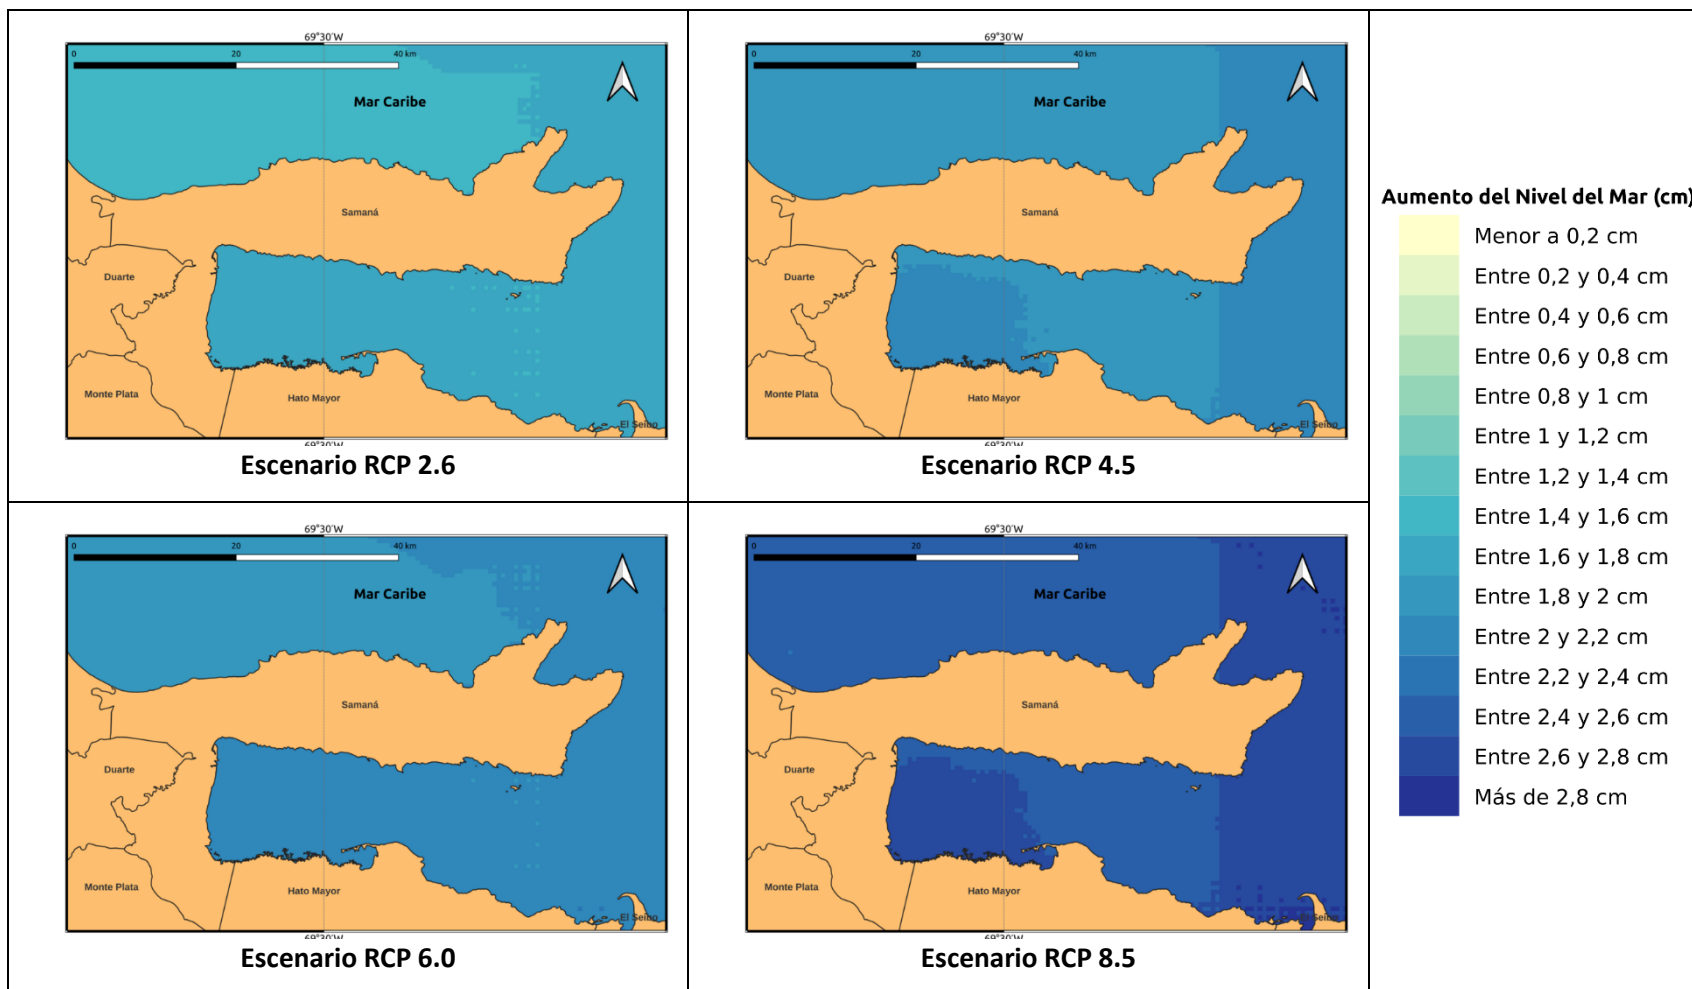 69°30'W
0 20 40 km
Mar Caribe
Samaná
Duarte
Monte Plata
Hato Mayor
El Seibo
69°30'W
Escenario RCP 2.6
69°30'W
0 20 40 km
Mar Caribe
Samaná
Duarte
Monte Plata
Hato Mayor
El Seibo
69°30'W
Escenario RCP 4.5
69°30'W
0 20 40 km
Mar Caribe
Samaná
Duarte
Monte Plata
Hato Mayor
El Seibo
69°30'W
Escenario RCP 6.0
69°30'W
0 20 40 km
Mar Caribe
Samaná
Duarte
Monte Plata
Hato Mayor
El Seibo
69°30'W
Escenario RCP 8.5
Aumento del Nivel del Mar (cm)
Menor a 0,2 cm
Entre 0,2 y 0,4 cm
Entre 0,4 y 0,6 cm
Entre 0,6 y 0,8 cm
Entre 0,8 y 1 cm
Entre 1 y 1,2 cm
Entre 1,2 y 1,4 cm
Entre 1,4 y 1,6 cm
Entre 1,6 y 1,8 cm
Entre 1,8 y 2 cm
Entre 2 y 2,2 cm
Entre 2,2 y 2,4 cm
Entre 2,4 y 2,6 cm
Entre 2,6 y 2,8 cm
Más de 2,8 cm